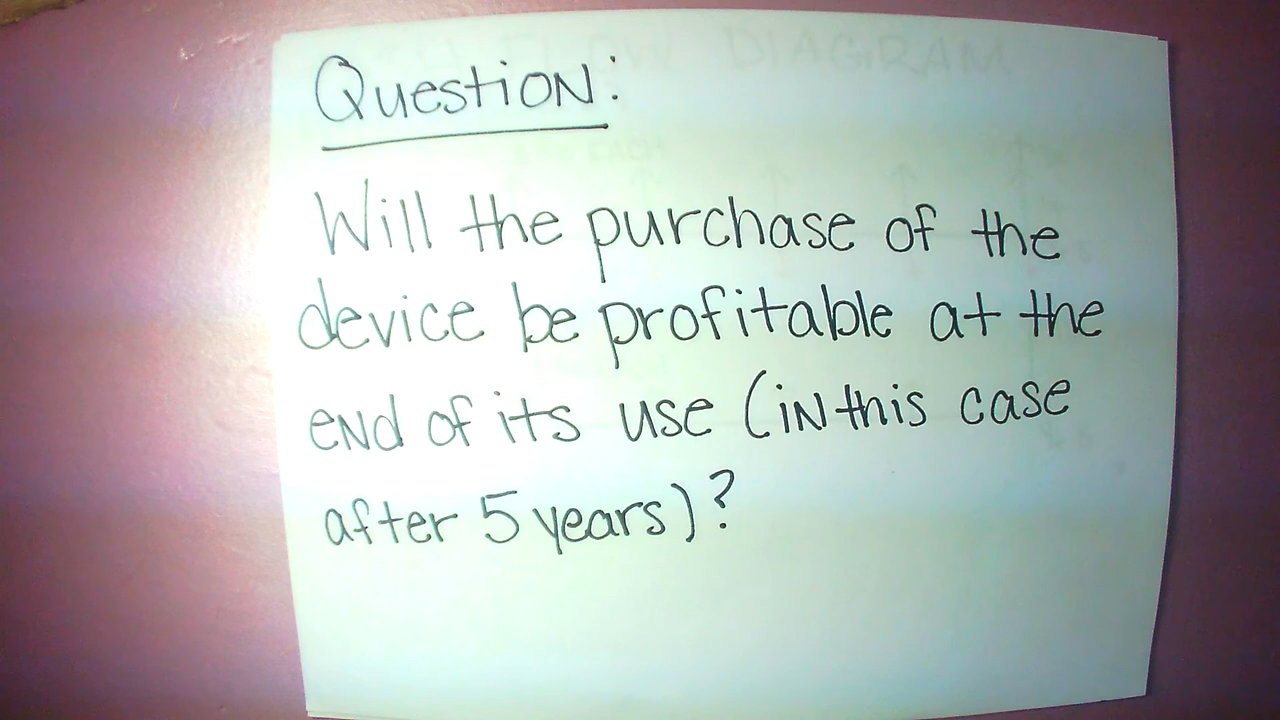 Question:
Will the purchase of the
device be profitable at the
end of its use (in this case
after 5 years)?